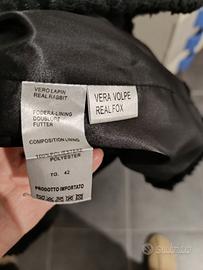 VERO LAPIN
REAL RABBIT
FODERA-LINING
DOUBLURE
FUTTER
COMPOSITION LINING
100% POLYESTERE
POLYESTER
TG. 42
PRODOTTO IMPORTATO
VERA VOLPE
REAL FOX
Subito